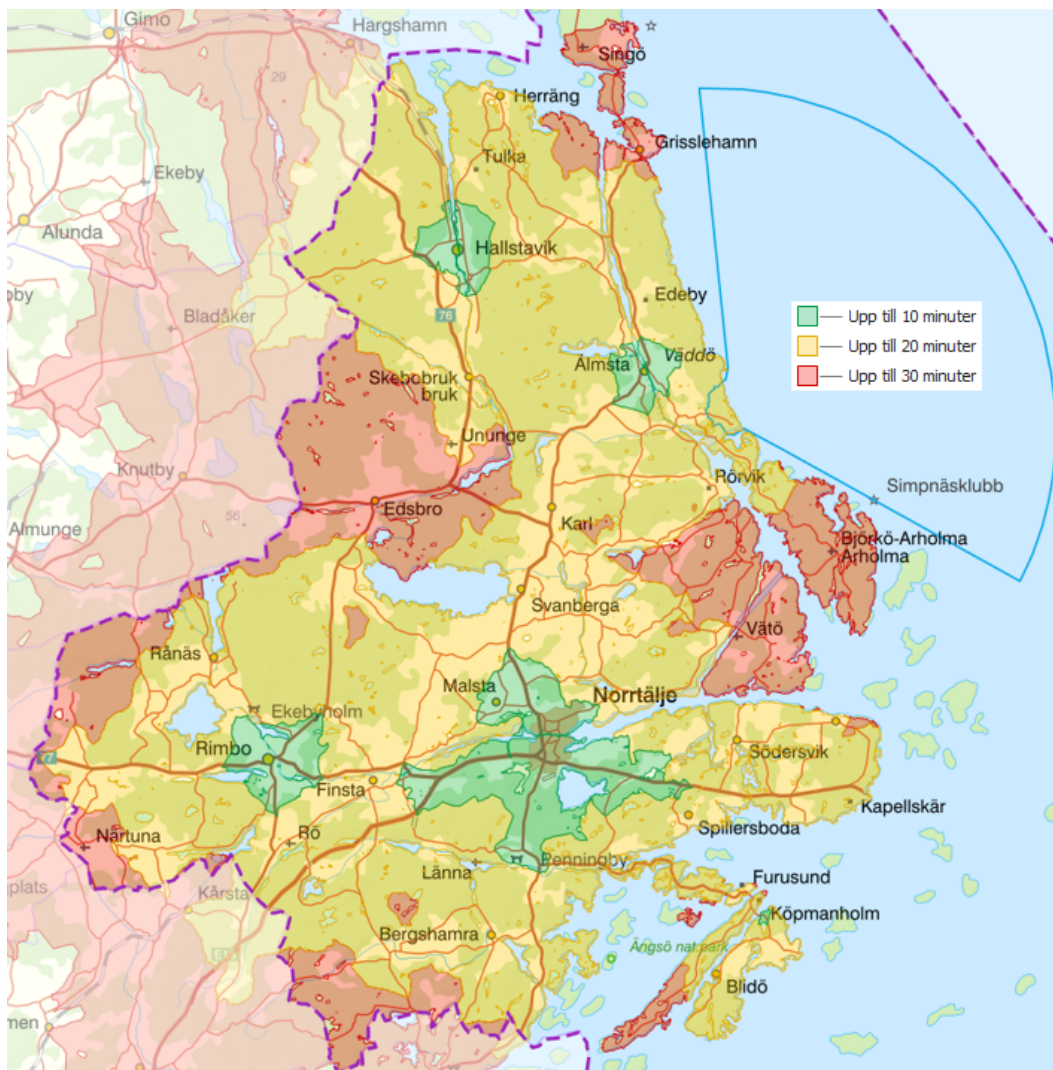 Gimo
Hargshamn
Singö
29
Herräng
Grisslehamn
Tulka
Ekeby
Alunda
Hallstavik
Edeby
Bladåker
76
Upp till 10 minuter
Upp till 20 minuter
Upp till 30 minuter
Älmsta
Väddö
Skebobruk
bruk
Ununge
Knutby
Rörvik
Simpnäsklubb
Edsbro
Karl
56
Almunge
Björkö-Arholma
Arholma
Svanberga
Vätö
Rånäs
Malsta
Norrtälje
Ekebyholm
Rimbo
Södersvik
Finsta
Kapellskär
Spillersboda
Närtuna
Rö
Länna
Penningby
Furusund
Kårsta
Köpmanholm
Bergshamra
Ängsö nat.park
Blidö